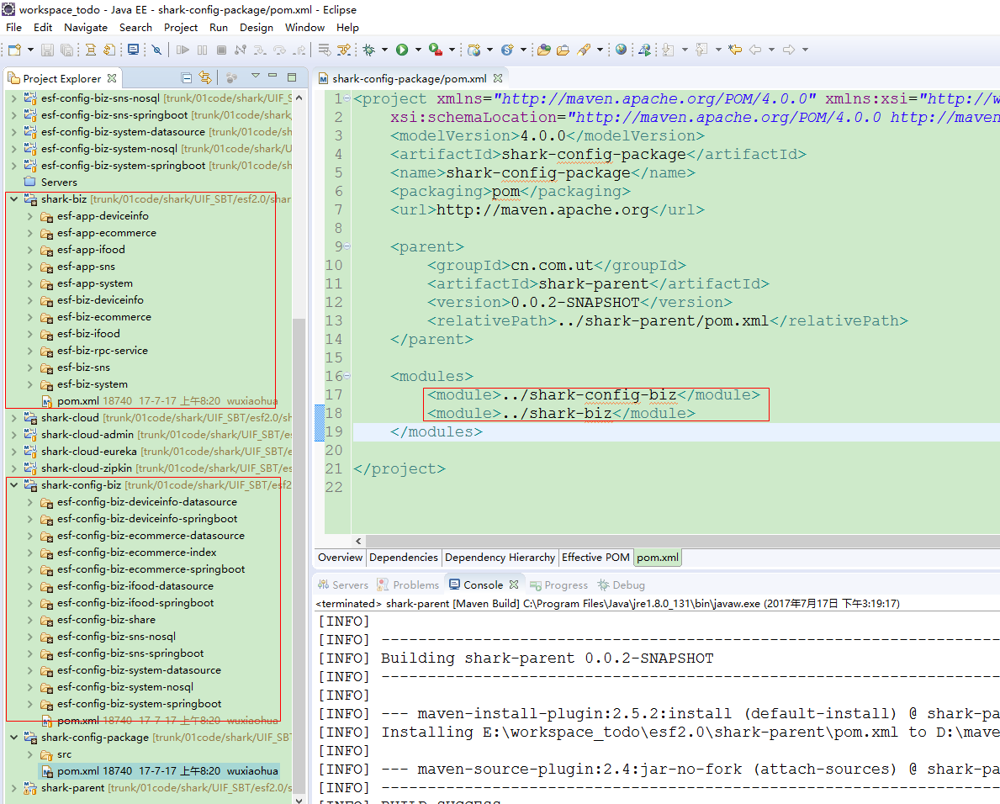 workspace_todo - Java EE - shark-config-package/pom.xml - Eclipse
File Edit Navigate Search Project Run Design Window Help
Project Explorer
esf-config-biz-sns-nosql [trunk/01code/shark/UIF_S
esf-config-biz-sns-springboot [trunk/01code/shark,
esf-config-biz-system-datasource [trunk/01code/sh
esf-config-biz-system-nosql [trunk/01code/shark/U
esf-config-biz-system-springboot [trunk/01code/sh
Servers
shark-biz [trunk/01code/shark/UIF_SBT/esf2.0/shar
esf-app-deviceinfo
esf-app-ecommerce
esf-app-ifood
esf-app-sns
esf-app-system
esf-biz-deviceinfo
esf-biz-ecommerce
esf-biz-ifood
esf-biz-rpc-service
esf-biz-sns
esf-biz-system
pom.xml 18740 17-7-17 上午8:20 wuxiaohua
shark-cloud [trunk/01code/shark/UIF_SBT/esf2.0/sh
shark-cloud-admin [trunk/01code/shark/UIF_SBT/es
shark-cloud-eureka [trunk/01code/shark/UIF_SBT/e
shark-cloud-zipkin [trunk/01code/shark/UIF_SBT/es
shark-config-biz [trunk/01code/shark/UIF_SBT/esf2
esf-config-biz-deviceinfo-datasource
esf-config-biz-deviceinfo-springboot
esf-config-biz-ecommerce-datasource
esf-config-biz-ecommerce-index
esf-config-biz-ecommerce-springboot
esf-config-biz-ifood-datasource
esf-config-biz-ifood-springboot
esf-config-biz-share
esf-config-biz-sns-nosql
esf-config-biz-sns-springboot
esf-config-biz-system-datasource
esf-config-biz-system-nosql
esf-config-biz-system-springboot
pom.xml 18740 17-7-17 上午8:20 wuxiaohua
shark-config-package [trunk/01code/shark/UIF_SBT
src
pom.xml 18740 17-7-17 上午8:20 wuxiaohua
shark-parent [trunk/01code/shark/UIF_SBT/esf2.0/s
shark-config-package/pom.xml
1 <project xmlns="http://maven.apache.org/POM/4.0.0" xmlns:xsi="http://w
2 xsi:schemaLocation="http://maven.apache.org/POM/4.0.0 http://maven
3 <modelVersion>4.0.0</modelVersion>
4 <artifactId>shark-config-package</artifactId>
5 <name>shark-config-package</name>
6 <packaging>pom</packaging>
7 <url>http://maven.apache.org</url>
8
9 <parent>
10 <groupId>cn.com.ut</groupId>
11 <artifactId>shark-parent</artifactId>
12 <version>0.0.2-SNAPSHOT</version>
13 <relativePath>../shark-parent/pom.xml</relativePath>
14 </parent>
15
16 <modules>
17 <module>../shark-config-biz</module>
18 <module>../shark-biz</module>
19 </modules>
20
21 </project>
22
Overview Dependencies Dependency Hierarchy Effective POM pom.xml
Servers Problems Console Progress Debug
<terminated> shark-parent [Maven Build] C:\Program Files\Java\jre1.8.0_131\bin\javaw.exe (2017年7月17日 下午3:19:17)
[INFO]
[INFO] ------------------------------------------------------------
[INFO] Building shark-parent 0.0.2-SNAPSHOT
[INFO] ------------------------------------------------------------
[INFO]
[INFO] --- maven-install-plugin:2.5.2:install (default-install) @ shark-pa
[INFO] Installing E:\workspace_todo\esf2.0\shark-parent\pom.xml to D:\mave
[INFO]
[INFO] --- maven-source-plugin:2.4:jar-no-fork (attach-sources) @ shark-pa
[INFO] ------------------------------------------------------------
[INFO] BUILD SUCCESS